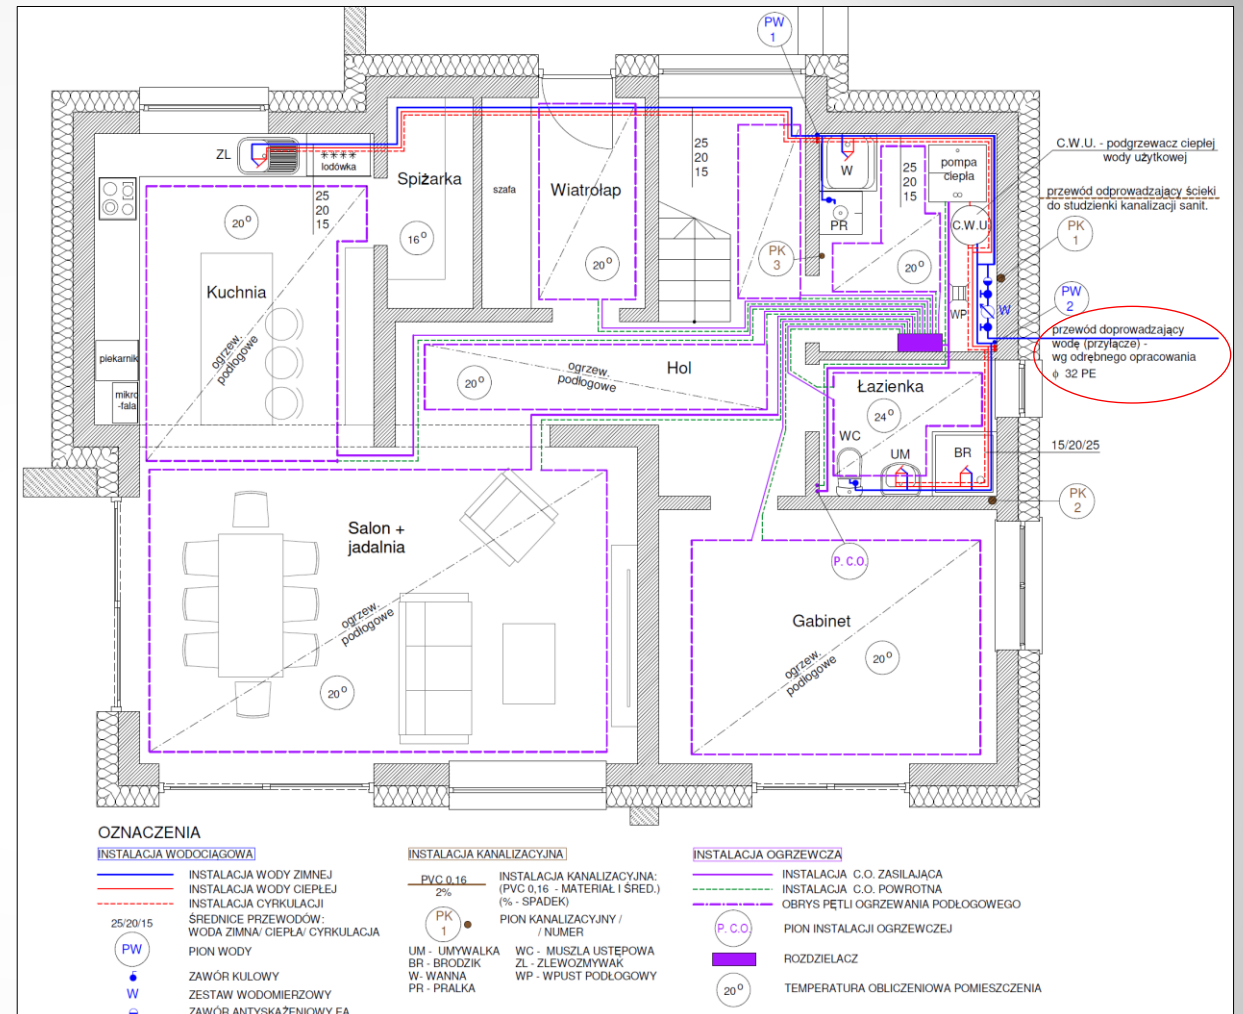 PW
1
ZL
****
lodówka
Spiżarka
szafa
Wiatrołap
25
20
15
25
20
15
W
25
20
15
pompa
ciepła
C.W.U. - podgrzewacz ciepłej
wody użytkowej
przewód odprowadzający ścieki
do studzienki kanalizacji sanit.
PR
C.W.U
PK
1
20°
16°
20°
PK
3
20°
Kuchnia
WP
W
PW
2
przewód doprowadzający
wodę (przyłącze) -
wg odrębnego opracowania
ϕ 32 PE
piekarnik
mikro
-fala
ogrzew.
podłogowe
20°
ogrzew.
podłogowe
Hol
Łazienka
24°
WC
UM
BR
15/20/25
PK
2
Salon +
jadalnia
P. C.O.
ogrzew.
podłogowe
20°
Gabinet
ogrzew.
podłogowe
20°
OZNACZENIA
INSTALACJA WODOCIĄGOWA
INSTALACJA WODY ZIMNEJ
INSTALACJA WODY CIEPŁEJ
INSTALACJA CYRKULACJI
25/20/15
ŚREDNICE PRZEWODÓW:
WODA ZIMNA/ CIEPŁA/ CYRKULACJA
PW
PION WODY
ZAWÓR KULOWY
W
ZESTAW WODOMIERZOWY
ZAWÓR ANTYSKAŻENIOWY EA
INSTALACJA KANALIZACYJNA
PVC 0,16
2%
INSTALACJA KANALIZACYJNA:
(PVC 0,16 - MATERIAŁ I ŚRED.)
(% - SPADEK)
PK
1
PION KANALIZACYJNY /
/ NUMER
UM - UMYWALKA
BR - BRODZIK
W- WANNA
PR - PRALKA
WC - MUSZLA USTĘPOWA
ZL - ZLEWOZMYWAK
WP - WPUST PODŁOGOWY
INSTALACJA OGRZEWCZA
INSTALACJA C.O. ZASILAJĄCA
INSTALACJA C.O. POWROTNA
OBRYS PĘTLI OGRZEWANIA PODŁOGOWEGO
P. C.O.
PION INSTALACJI OGRZEWCZEJ
ROZDZIELACZ
20°
TEMPERATURA OBLICZENIOWA POMIESZCZENIA